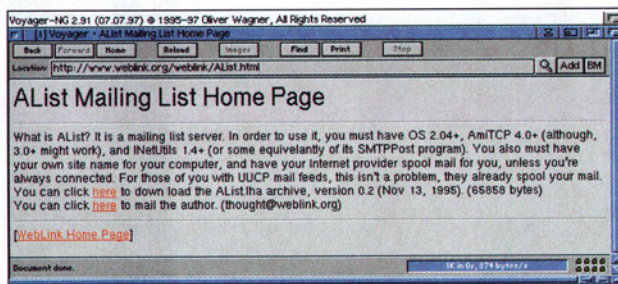 Voyager-NG 2.91 (07.07.97) © 1995-97 Oliver Wagner, All Rights Reserved
[1] Voyager - AList Mailing List Home Page
Back Forward Home Reload Images Find Print Stop
Location: http://www.weblink.org/weblink/AList.html Add BM
AList Mailing List Home Page
What is AList? It is a mailing list server. In order to use it, you must have OS 2.04+, AmiTCP 4.0+ (although,
3.0+ might work), and INetUtils 1.4+ (or some equivelantly of its SMTPPost program). You also must have
your own site name for your computer, and have your Internet provider spool mail for you, unless you're
always connected. For those of you with UUCP mail feeds, this isn't a problem, they already spool your mail.
You can click here to down load the AList.lha archive, version 0.2 (Nov 13, 1995). (65858 bytes)
You can click here to mail the author. (thought@weblink.org)
[WebLink Home Page]
Document done. 1K in 0s, 874 bytes/s